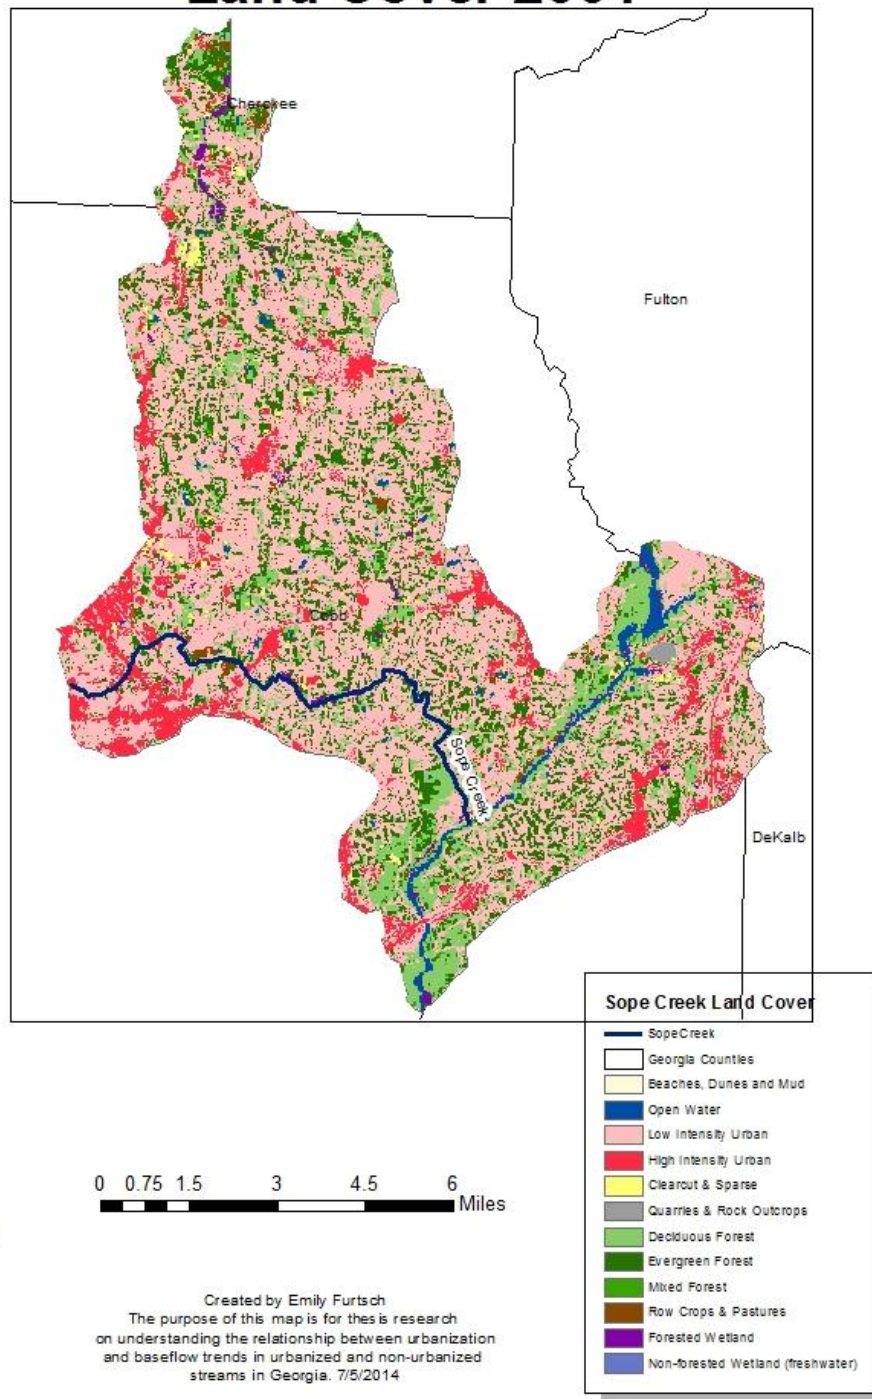 Land Cover 2001
Cherokee
Fulton
Cobb
Sope Creek
DeKalb
Sope Creek Land Cover
SopeCreek
Georgia Counties
Beaches, Dunes and Mud
Open Water
Low Intensity Urban
High Intensity Urban
Clearcut & Sparse
Quarries & Rock Outcrops
Deciduous Forest
Evergreen Forest
Mixed Forest
Row Crops & Pastures
Forested Wetland
Non-forested Wetland (freshwater)
0 0.75 1.5 3 4.5 6
Miles
Created by Emily Furtsch
The purpose of this map is for thesis research
on understanding the relationship between urbanization
and baseflow trends in urbanized and non-urbanized
streams in Georgia. 7/5/2014